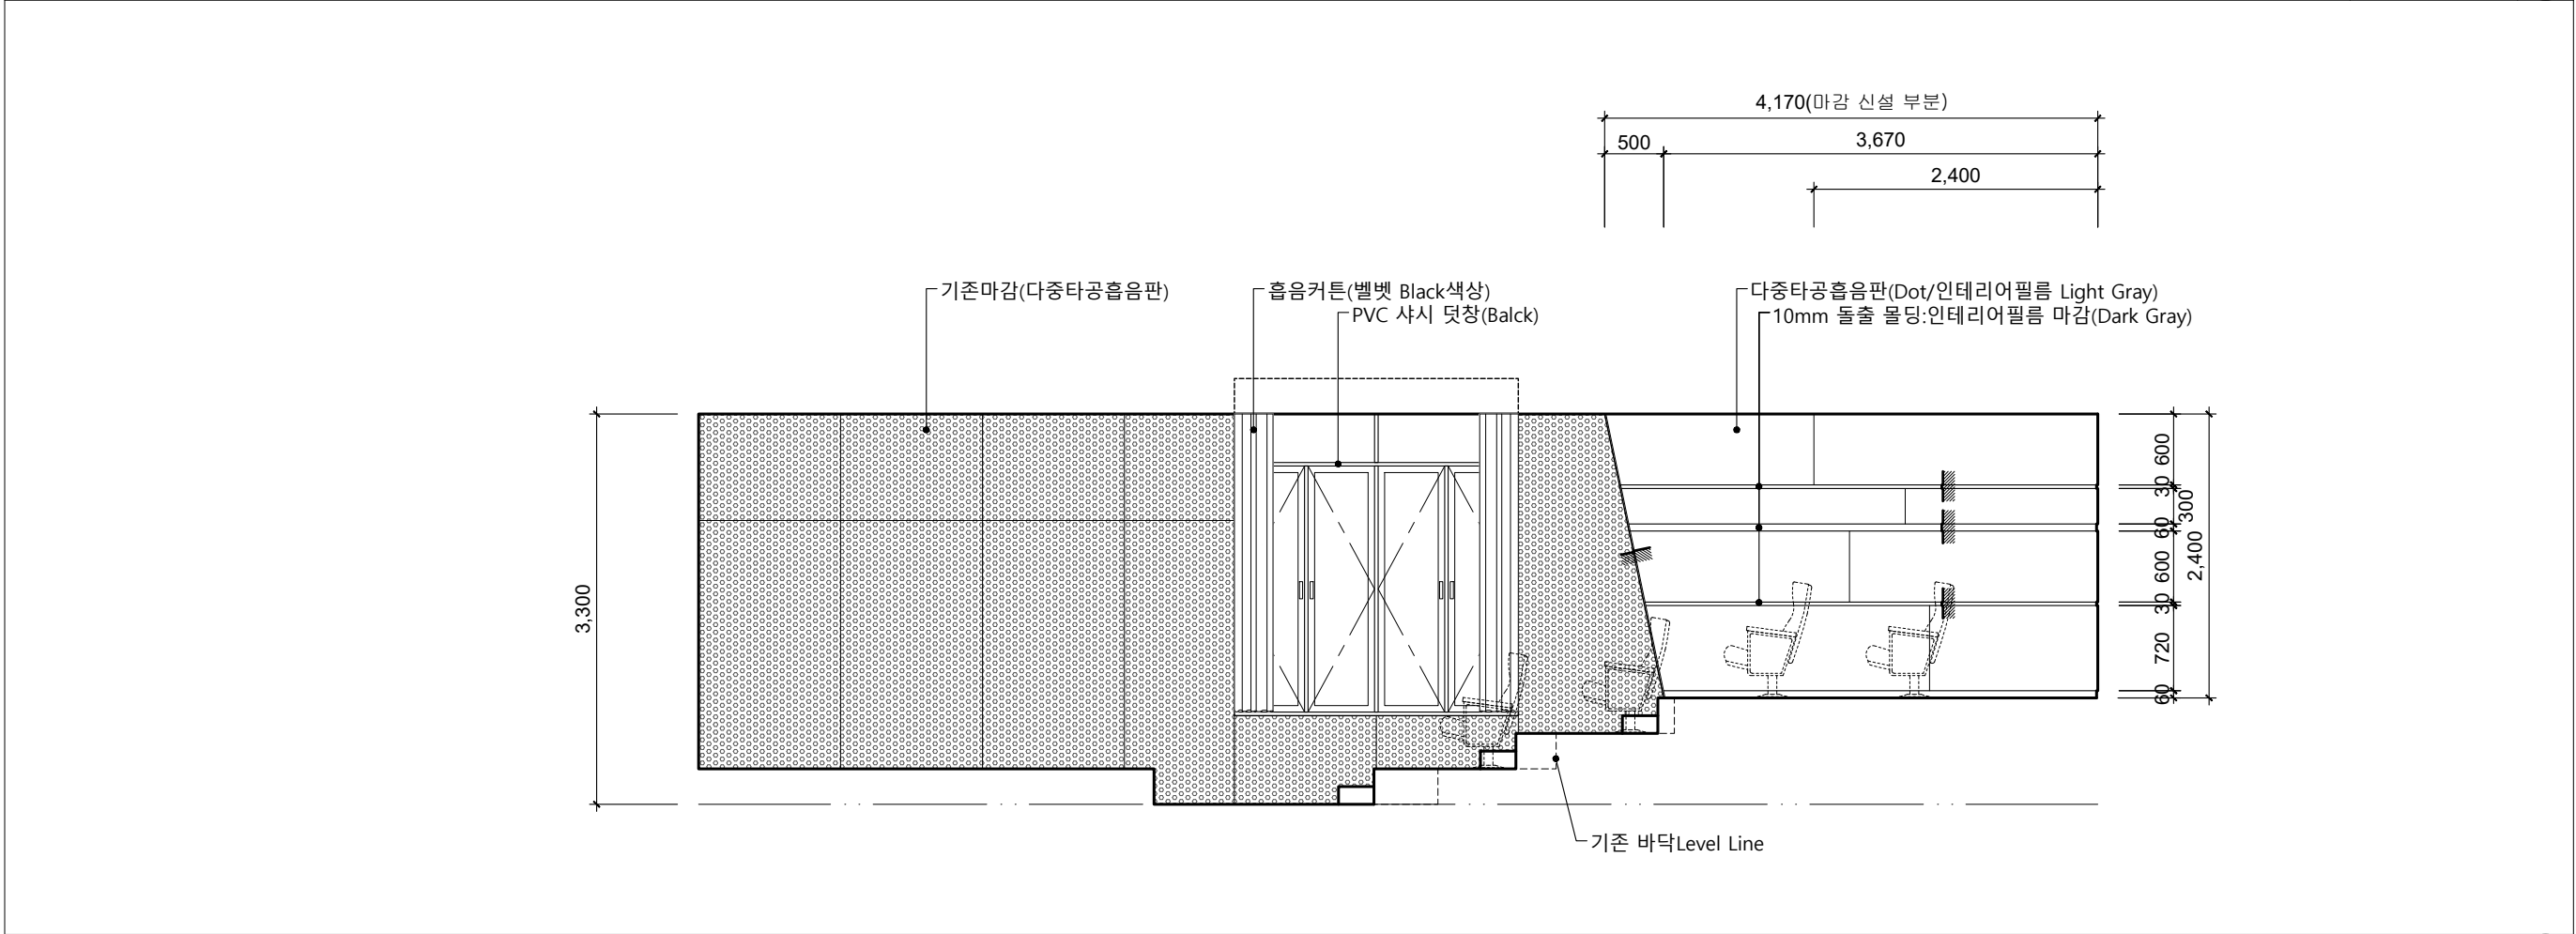 4,170(마감 신설 부분)
500
3,670
2,400
기존마감(다중타공흡음판)
흡음커튼(벨벳 Black색상)
PVC 샤시 덧창(Balck)
다중타공흡음판(Dot/인테리어필름 Light Gray)
10mm 돌출 몰딩:인테리어필름 마감(Dark Gray)
3,300
600
30
300
60
600
2,400
30
720
60
기존 바닥Level Line